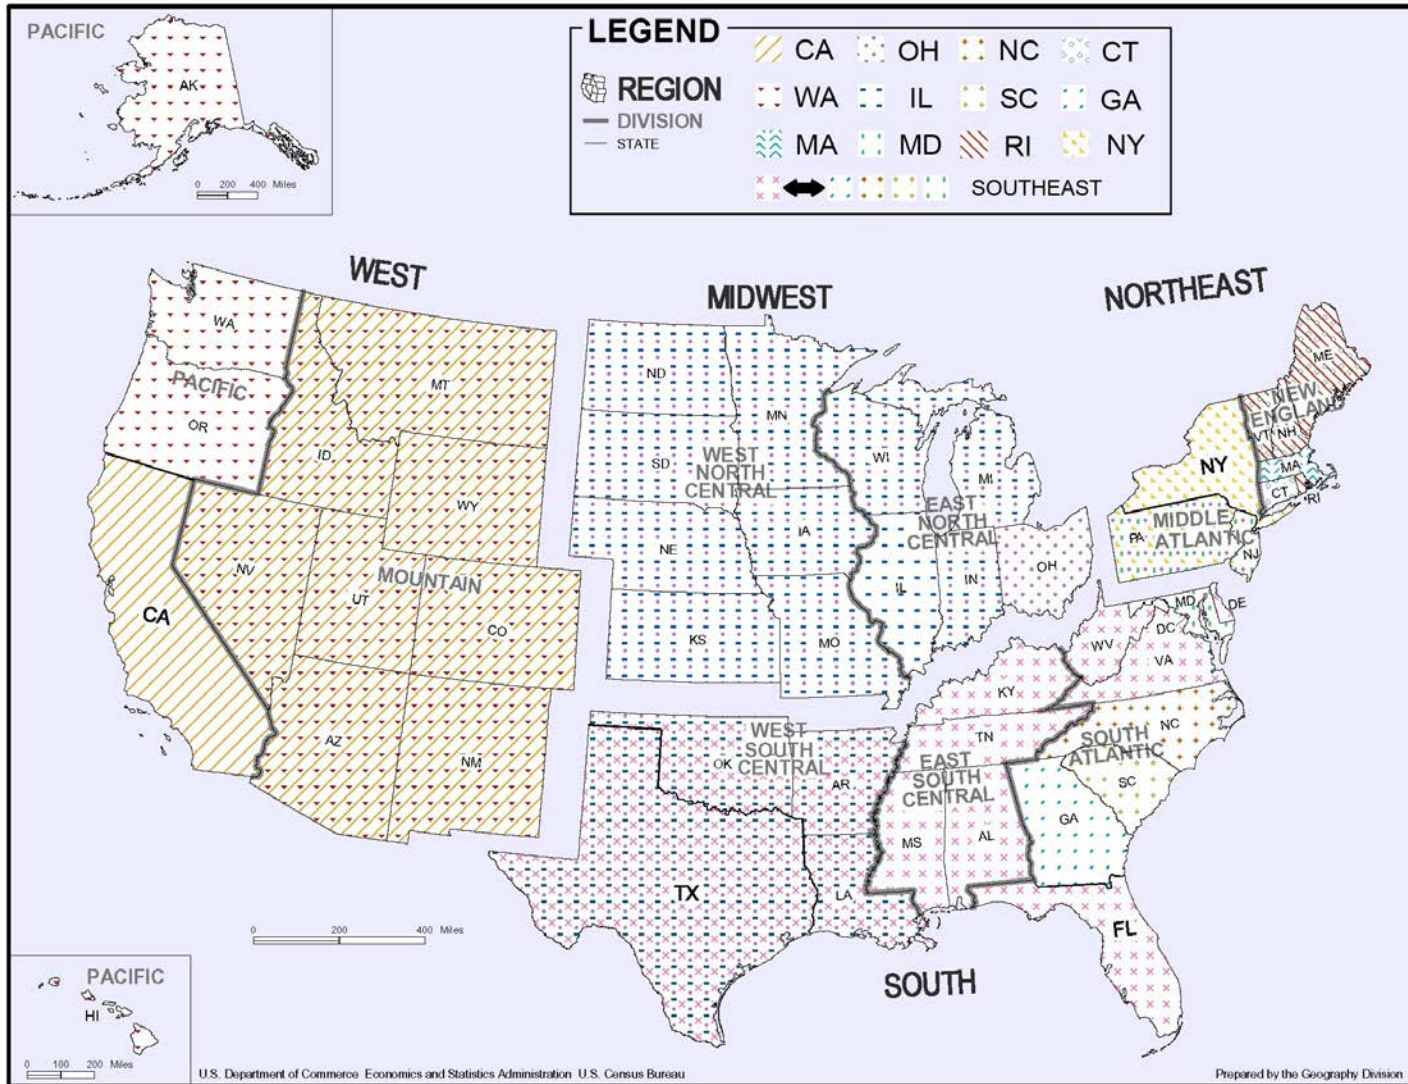 PACIFIC
AK
0 200 400 Miles
LEGEND
REGION
DIVISION
STATE
CA OH NC CT
WA IL SC GA
MA MD RI NY
SOUTHEAST
WEST
MIDWEST
NORTHEAST
WA
PACIFIC
OR
MT
ID
WY
NV
UT
MOUNTAIN
CO
CA
AZ
NM
ND
MN
SD
WEST
NORTH
CENTRAL
NE
IA
KS
MO
WI
MI
EAST
NORTH
CENTRAL
IL
IN
OH
ME
NEW
ENGLAND
VT NH
NY
MA
CT
RI
MIDDLE
ATLANTIC
PA
NJ
MD
DE
DC
WV
VA
KY
NC
TN
SOUTH
ATLANTIC
SC
GA
WEST
SOUTH
CENTRAL
OK
AR
EAST
SOUTH
CENTRAL
MS
AL
TX
LA
FL
0 200 400 Miles
SOUTH
PACIFIC
HI
0 100 200 Miles
U.S. Department of Commerce Economics and Statistics Administration U.S. Census Bureau
Prepared by the Geography Division